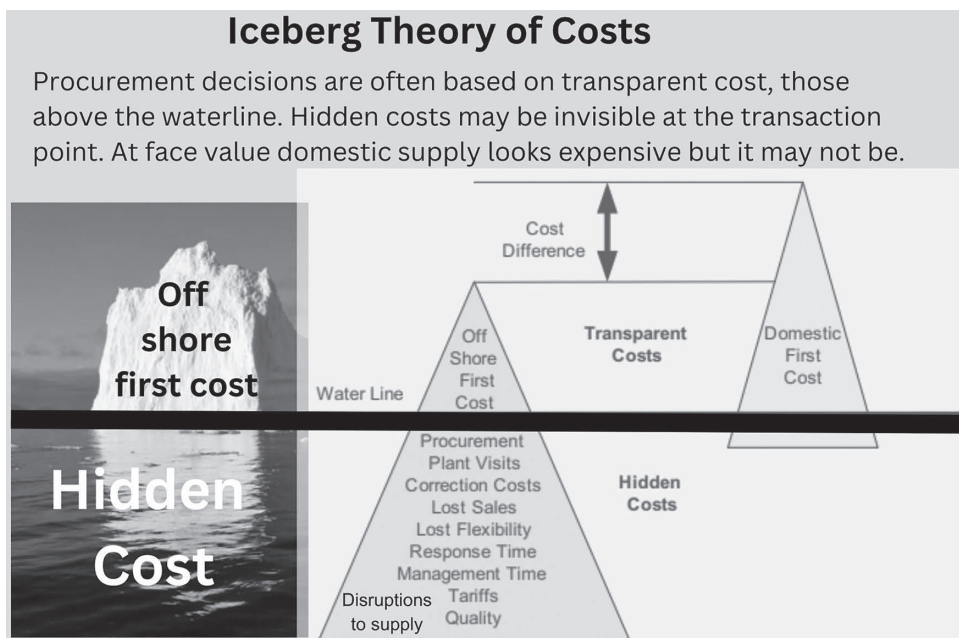 Iceberg Theory of Costs
Procurement decisions are often based on transparent cost, those
above the waterline. Hidden costs may be invisible at the transaction
point. At face value domestic supply looks expensive but it may not be.
Off
shore
first cost
Hidden
Cost
Cost
Difference
Off
Shore
First
Cost
Transparent
Costs
Domestic
First
Cost
Water Line
Procurement
Plant Visits
Correction Costs
Lost Sales
Lost Flexibility
Response Time
Management Time
Tariffs
Quality
Disruptions
to supply
Hidden
Costs